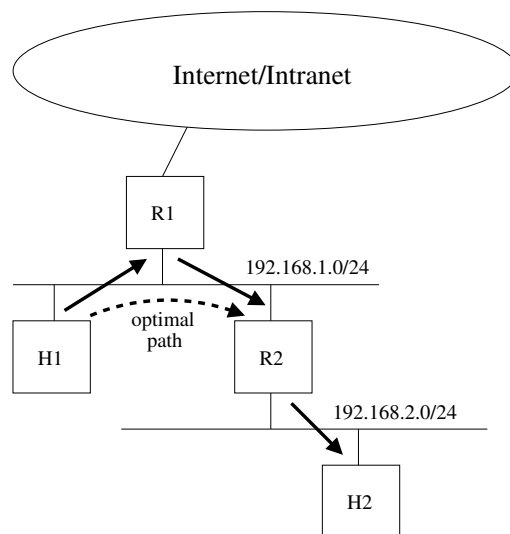 Internet/Intranet
R1
192.168.1.0/24
optimal
path
H1
R2
192.168.2.0/24
H2